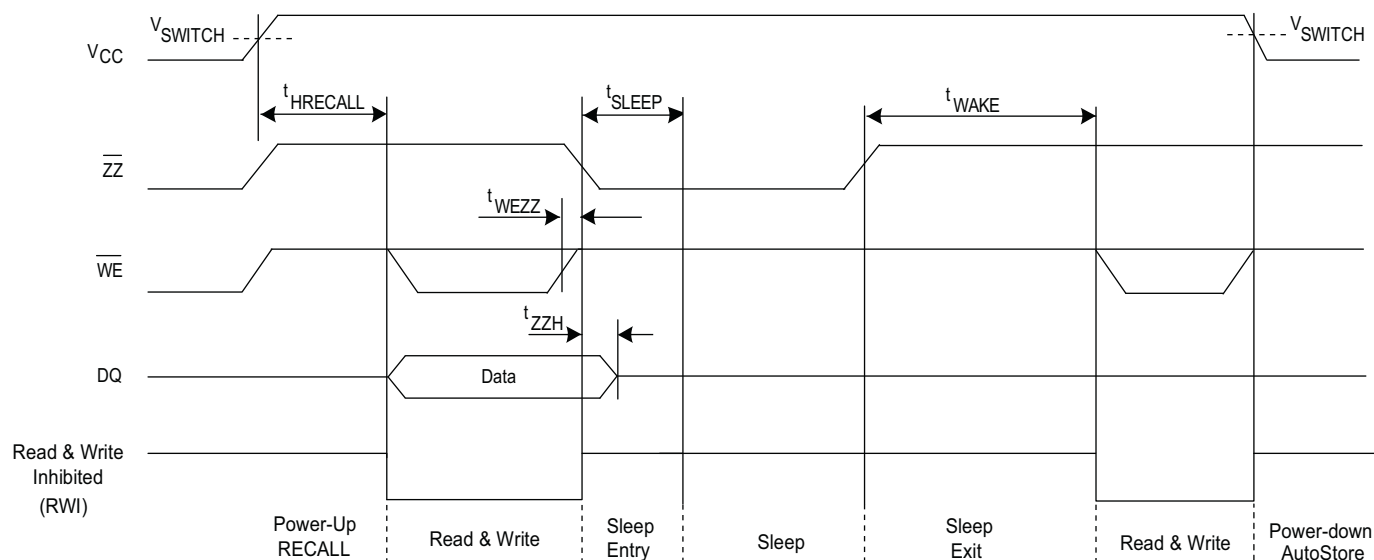 VSWITCH
VSWITCH
VCC
tHRECALL
tSLEEP
tWAKE
ZZ
tWEZZ
WE
tZZH
DQ
Data
Read & Write
Inhibited
(RWI)
Power-Up
RECALL
Read & Write
Sleep
Entry
Sleep
Sleep
Exit
Read & Write
Power-down
AutoStore